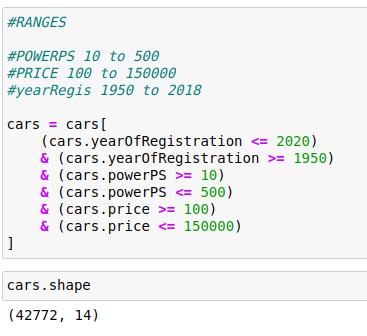 #RANGES
#POWERPS 10 to 500
#PRICE 100 to 150000
#yearRegis 1950 to 2018
cars = cars[
(cars.yearOfRegistration <= 2020)
& (cars.yearOfRegistration >= 1950)
& (cars.powerPS >= 10)
& (cars.powerPS <= 500)
& (cars.price >= 100)
& (cars.price <= 150000)
]
cars.shape
(42772, 14)